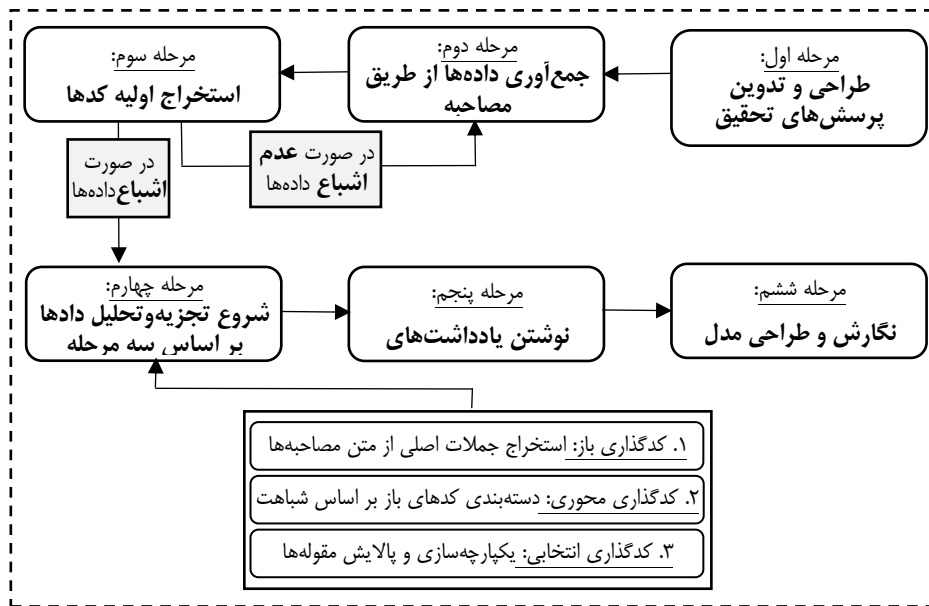 مرحله اول:
طراحی و تدوین
پرسش‌های تحقیق
مرحله دوم:
جمع‌آوری داده‌ها از طریق
مصاحبه
مرحله سوم:
استخراج اولیه کدها
در صورت عدم
اشباع داده‌ها
در صورت
اشباع داده‌ها
مرحله چهارم:
شروع تجزیه‌وتحلیل دادها
بر اساس سه مرحله
مرحله پنجم:
نوشتن یادداشت‌های
مرحله ششم:
نگارش و طراحی مدل
۱. کدگذاری باز: استخراج جملات اصلی از متن مصاحبه‌ها
۲. کدگذاری محوری: دسته‌بندی کدهای باز بر اساس شباهت
۳. کدگذاری انتخابی: یکپارچه‌سازی و پالایش مقوله‌ها